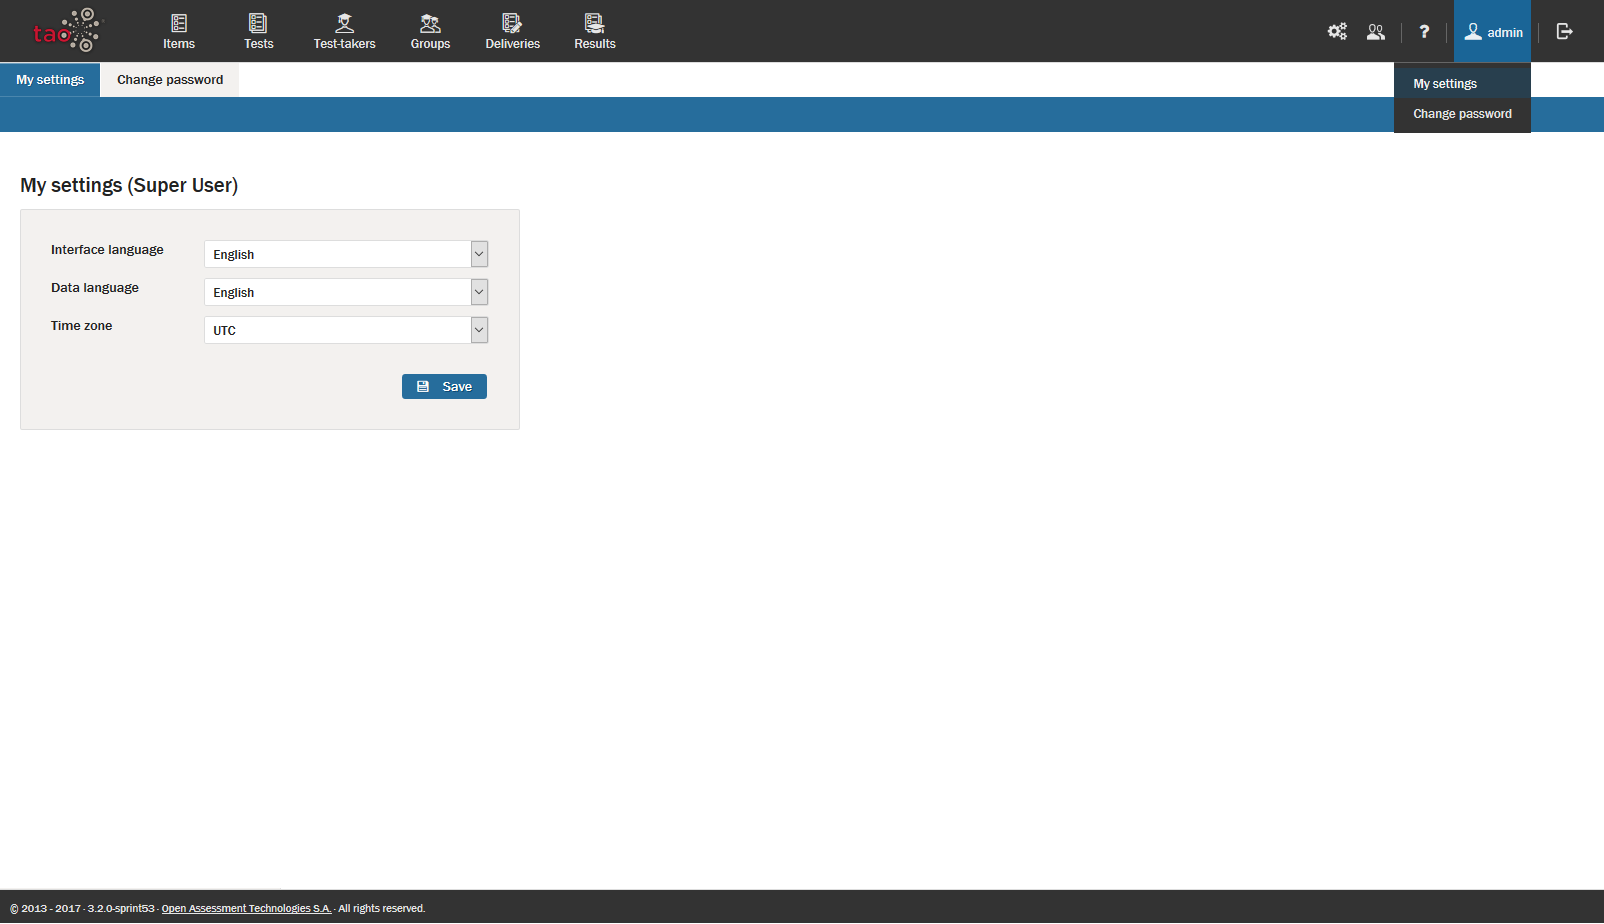 tao
Items
Tests
Test-takers
Groups
Deliveries
Results
?
admin
My settings
Change password
My settings
Change password
My settings (Super User)
Interface language
English
Data language
English
Time zone
UTC
Save
© 2013 - 2017 · 3.2.0-sprint53 · Open Assessment Technologies S.A. · All rights reserved.